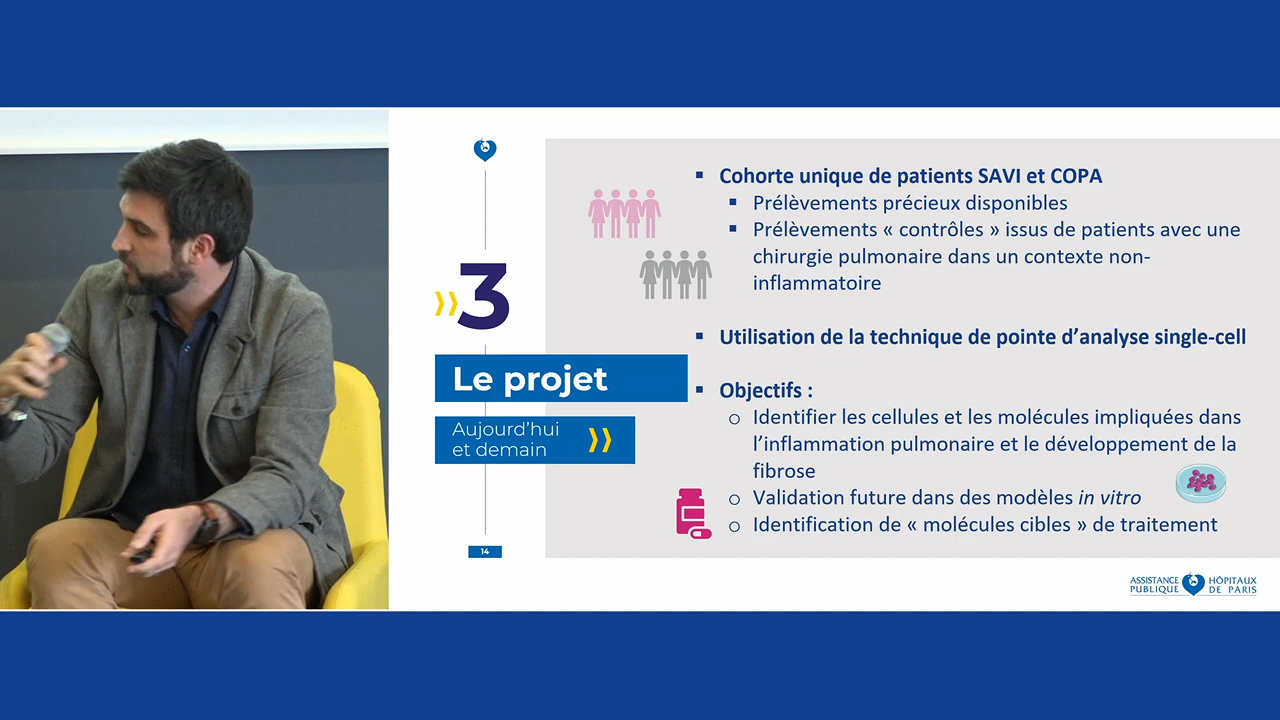 3
Le projet
Aujourd'hui
et demain
14
▪ Cohorte unique de patients SAVI et COPA
▪ Prélèvements précieux disponibles
▪ Prélèvements « contrôles » issus de patients avec une
chirurgie pulmonaire dans un contexte non-
inflammatoire
▪ Utilisation de la technique de pointe d'analyse single-cell
▪ Objectifs :
o Identifier les cellules et les molécules impliquées dans
l'inflammation pulmonaire et le développement de la
fibrose
o Validation future dans des modèles in vitro
o Identification de « molécules cibles » de traitement
ASSISTANCE HÔPITAUX
PUBLIQUE DE PARIS